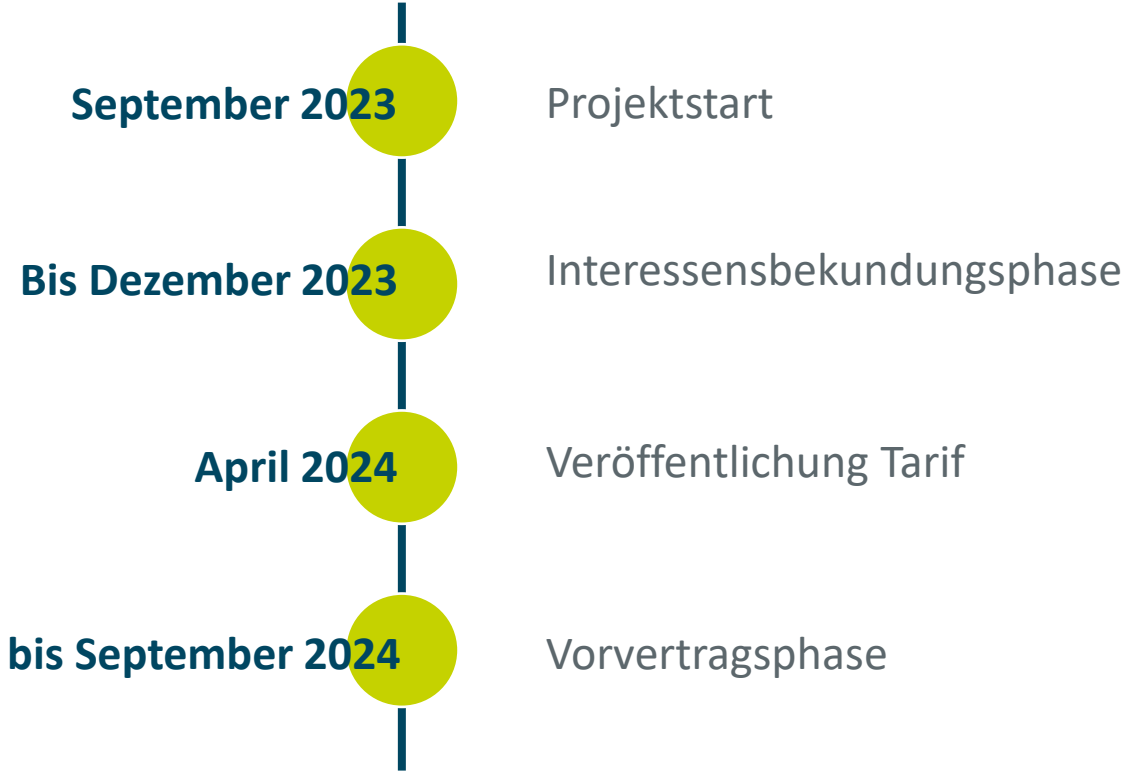 September 2023 Projektstart
Bis Dezember 2023 Interessensbekundungsphase
April 2024 Veröffentlichung Tarif
bis September 2024 Vorvertragsphase